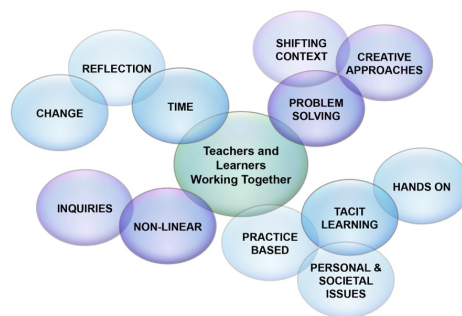 SHIFTING
CONTEXT
CREATIVE
APPROACHES
REFLECTION
CHANGE
TIME
PROBLEM
SOLVING
Teachers and
Learners
Working Together
HANDS ON
INQUIRIES
NON-LINEAR
TACIT
LEARNING
PRACTICE
BASED
PERSONAL &
SOCIETAL
ISSUES